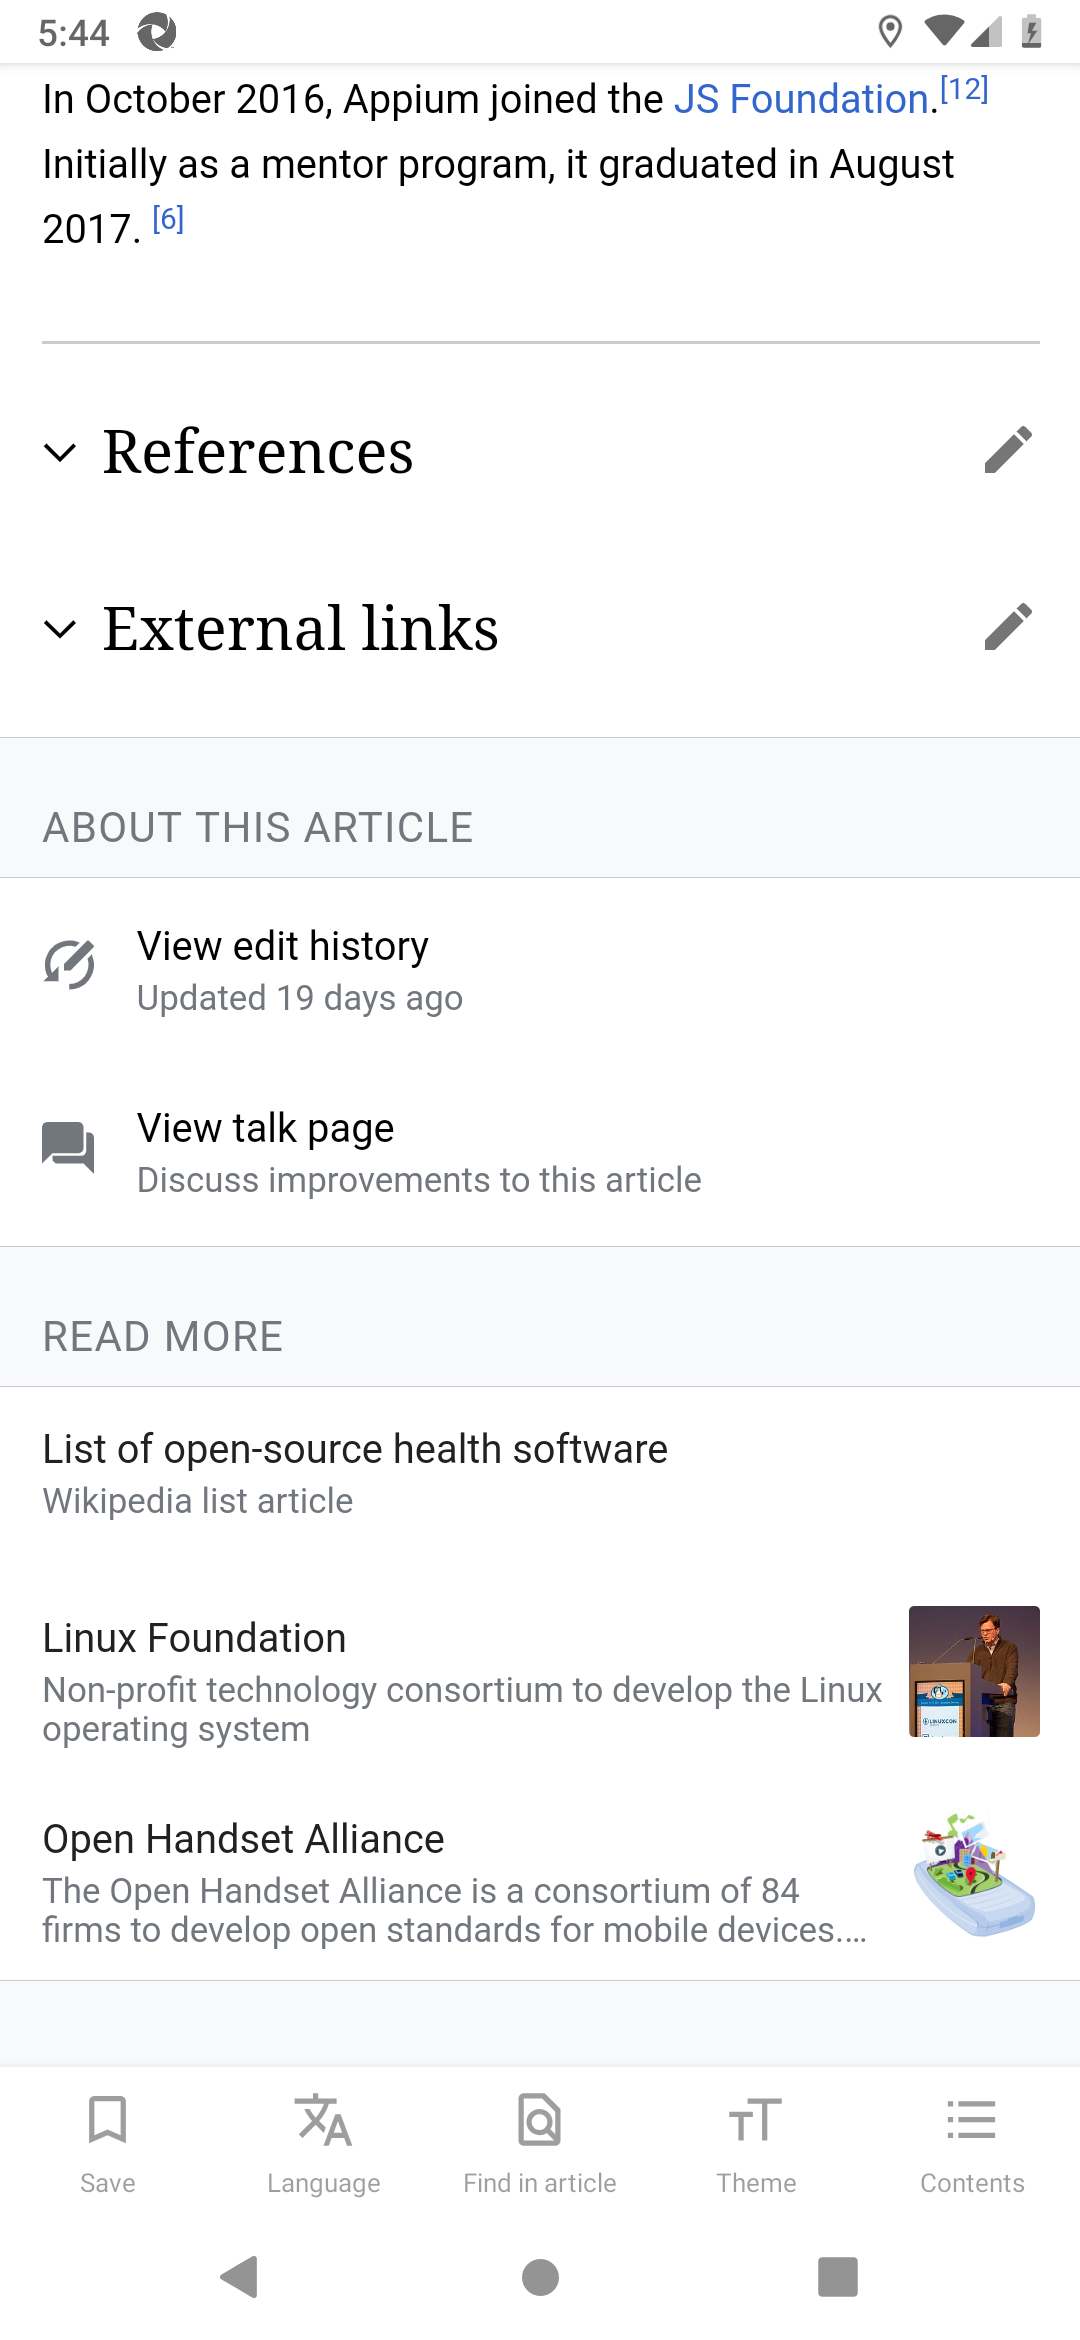 5:44
In October 2016, Appium joined the JS Foundation.[12]
Initially as a mentor program, it graduated in August
2017. [6]
References
External links
ABOUT THIS ARTICLE
View edit history
Updated 19 days ago
View talk page
Discuss improvements to this article
READ MORE
List of open-source health software
Wikipedia list article
Linux Foundation
Non-profit technology consortium to develop the Linux
operating system
LINUXCON
Open Handset Alliance
The Open Handset Alliance is a consortium of 84
firms to develop open standards for mobile devices.…
Save
Language
Find in article
Theme
Contents